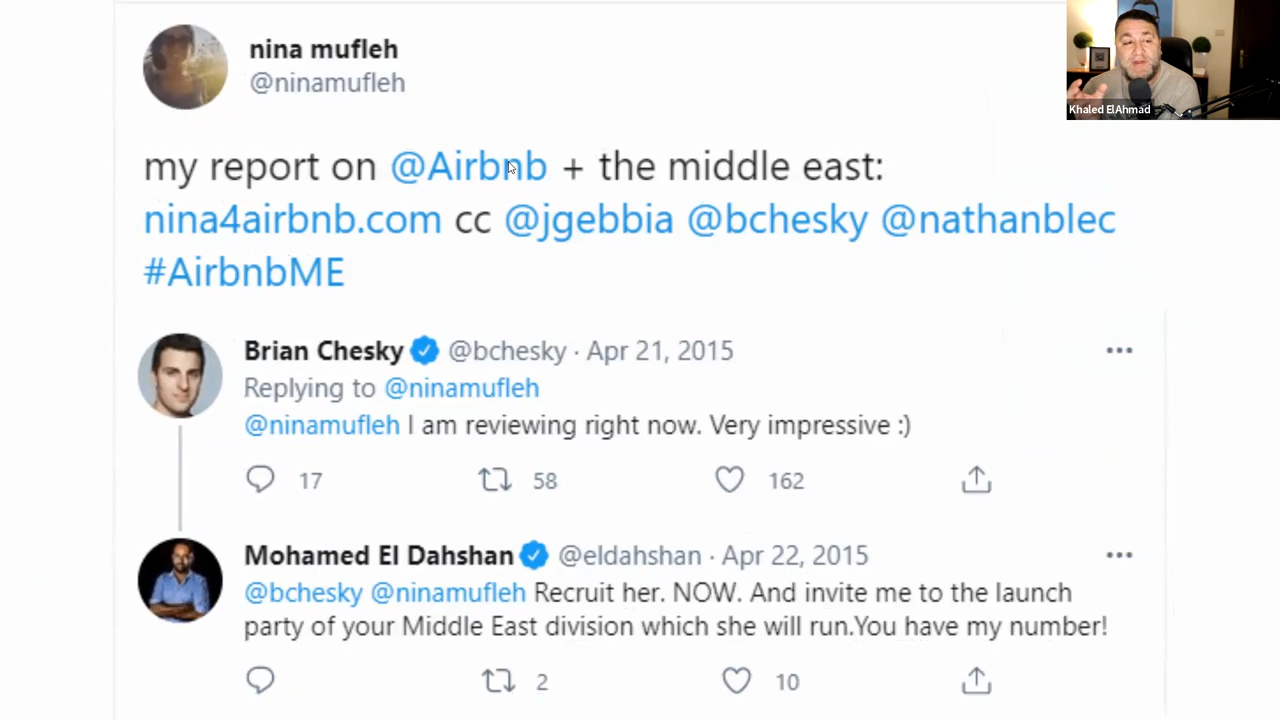 nina mufleh
@ninamufleh
Khaled ElAhmad
my report on @Airbnb + the middle east:
nina4airbnb.com cc @jgebbia @bchesky @nathanblec
#AirbnbME
Brian Chesky @bchesky · Apr 21, 2015
Replying to @ninamufleh
@ninamufleh I am reviewing right now. Very impressive :)
17 58 162
Mohamed El Dahshan @eldahshan · Apr 22, 2015
@bchesky @ninamufleh Recruit her. NOW. And invite me to the launch
party of your Middle East division which she will run.You have my number!
2 10